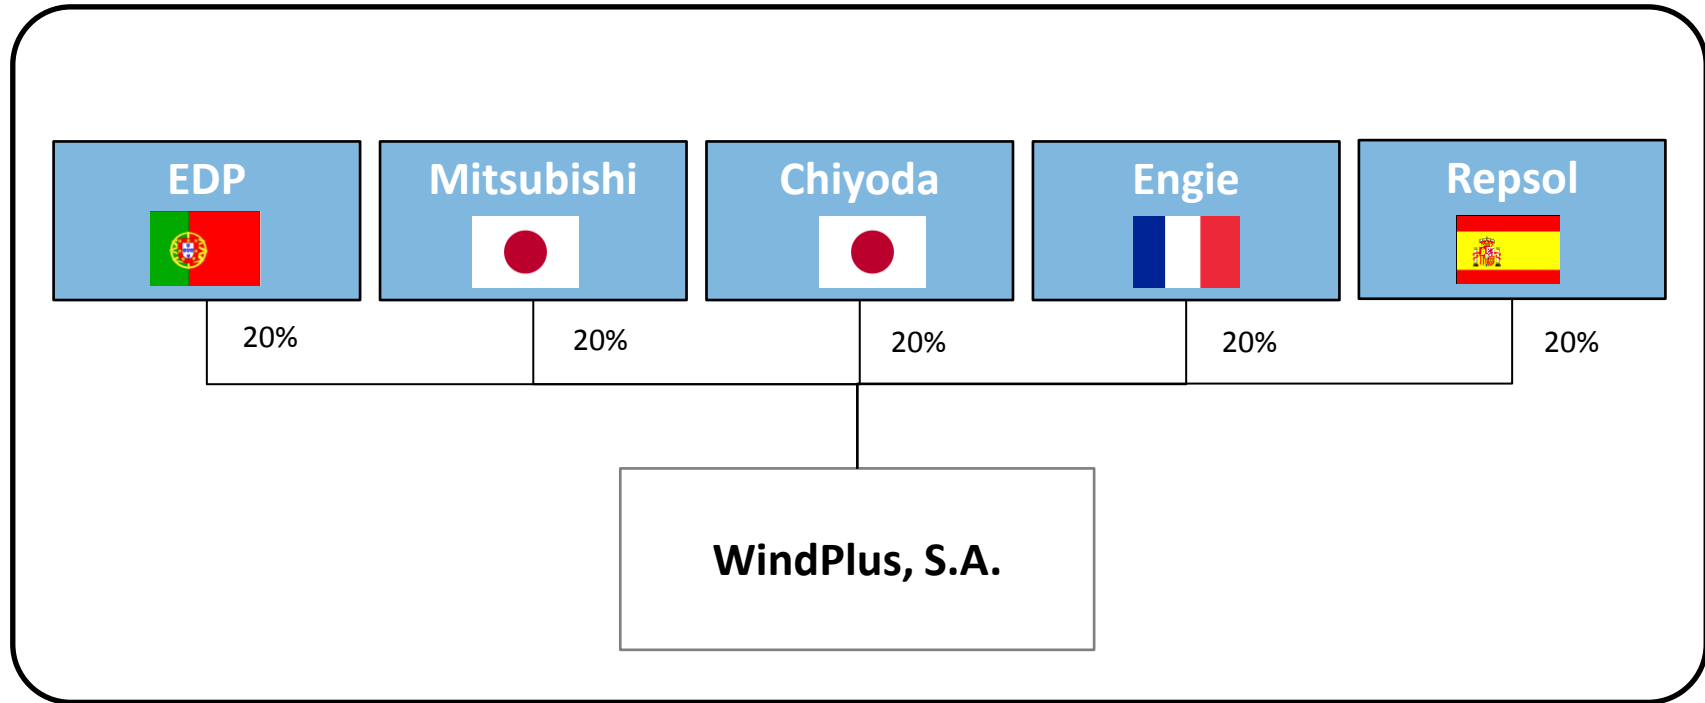 EDP
Mitsubishi
Chiyoda
Engie
Repsol
20%
20%
20%
20%
20%
WindPlus, S.A.